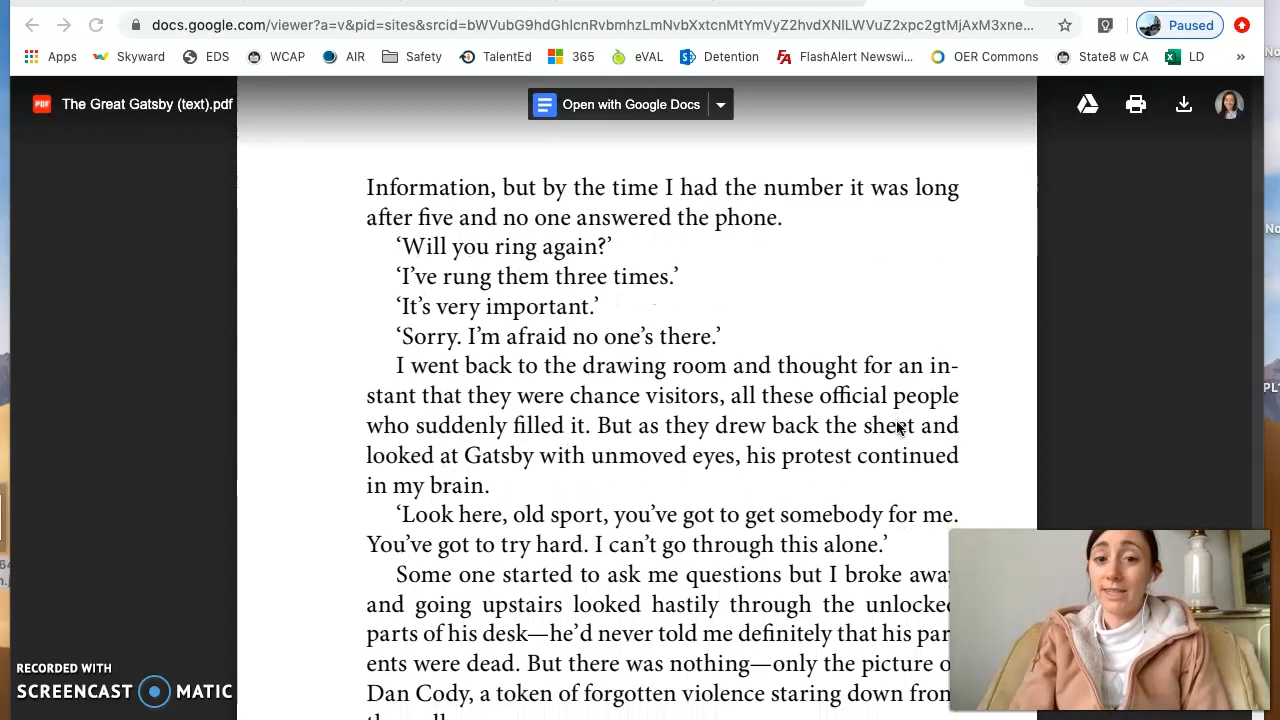 docs.google.com/viewer?a=v&pid=sites&srcid=bWVubG9hdGhlcnRvbmhzLmNvbXxtcnMtYmVyZ2hvdXNlLWVuZ2xpc2gtMjAxM3xne...
Paused
Apps Skyward EDS WCAP AIR Safety TalentEd 365 eVAL Detention FlashAlert Newswi... OER Commons State8 w CA LD »
PDF The Great Gatsby (text).pdf
Open with Google Docs
Information, but by the time I had the number it was long
after five and no one answered the phone.
‘Will you ring again?’
‘I’ve rung them three times.’
‘It’s very important.’
‘Sorry. I’m afraid no one’s there.’
I went back to the drawing room and thought for an in-
stant that they were chance visitors, all these official people
who suddenly filled it. But as they drew back the sheet and
looked at Gatsby with unmoved eyes, his protest continued
in my brain.
‘Look here, old sport, you’ve got to get somebody for me.
You’ve got to try hard. I can’t go through this alone.’
Some one started to ask me questions but I broke away
and going upstairs looked hastily through the unlocked
parts of his desk—he’d never told me definitely that his par
ents were dead. But there was nothing—only the picture o
Dan Cody, a token of forgotten violence staring down from
RECORDED WITH
SCREENCAST MATIC